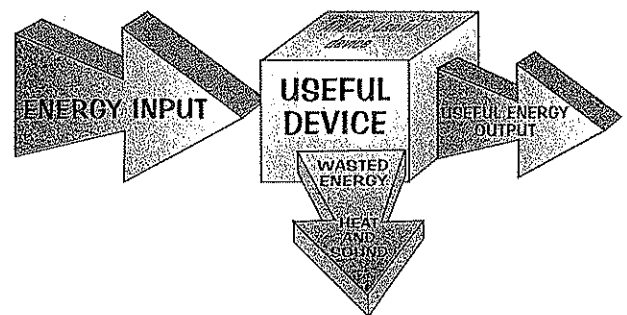 ENERGY INPUT
USEFUL
DEVICE
USEFUL ENERGY
OUTPUT
WASTED
ENERGY
HEAT
AND
SOUND